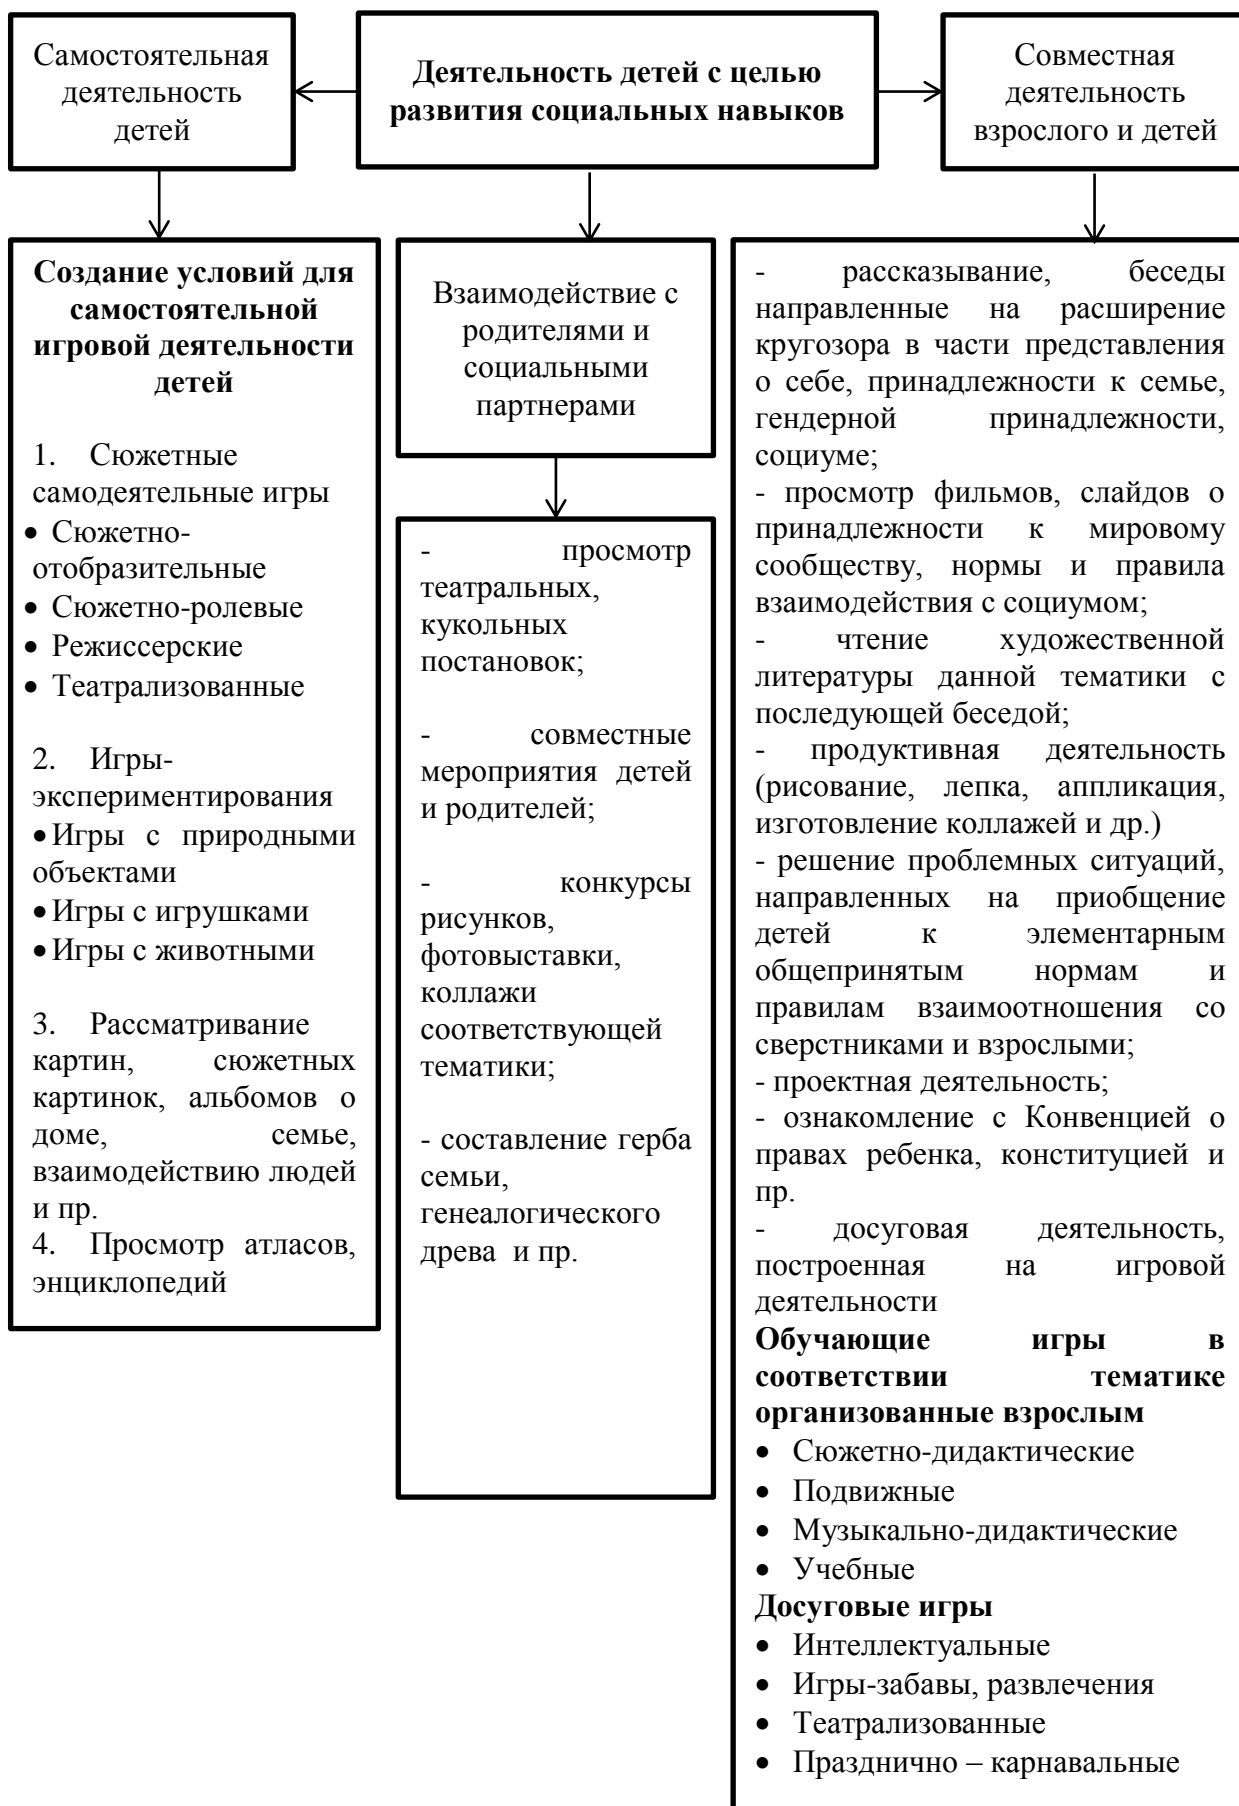 Самостоятельная
деятельность
детей
Деятельность детей с целью
развития социальных навыков
Совместная
деятельность
взрослого и детей
Создание условий для
самостоятельной
игровой деятельности
детей
1. Сюжетные
самодеятельные игры
• Сюжетно-
отобразительные
• Сюжетно-ролевые
• Режиссерские
• Театрализованные
2. Игры-
экспериментирования
• Игры с природными
объектами
• Игры с игрушками
• Игры с животными
3. Рассматривание
картин, сюжетных
картинок, альбомов о
доме, семье,
взаимодействию людей
и пр.
4. Просмотр атласов,
энциклопедий
Взаимодействие с
родителями и
социальными
партнерами
- просмотр
театральных,
кукольных
постановок;
- совместные
мероприятия детей
и родителей;
- конкурсы
рисунков,
фотовыставки,
коллажи
соответствующей
тематики;
- составление герба
семьи,
генеалогического
древа и пр.
- рассказывание, беседы
направленные на расширение
кругозора в части представления
о себе, принадлежности к семье,
гендерной принадлежности,
социуме;
- просмотр фильмов, слайдов о
принадлежности к мировому
сообществу, нормы и правила
взаимодействия с социумом;
- чтение художественной
литературы данной тематики с
последующей беседой;
- продуктивная деятельность
(рисование, лепка, аппликация,
изготовление коллажей и др.)
- решение проблемных ситуаций,
направленных на приобщение
детей к элементарным
общепринятым нормам и
правилам взаимоотношения со
сверстниками и взрослыми;
- проектная деятельность;
- ознакомление с Конвенцией о
правах ребенка, конституцией и
пр.
- досуговая деятельность,
построенная на игровой
деятельности
Обучающие игры в
соответствии тематике
организованные взрослым
• Сюжетно-дидактические
• Подвижные
• Музыкально-дидактические
• Учебные
Досуговые игры
• Интеллектуальные
• Игры-забавы, развлечения
• Театрализованные
• Празднично – карнавальные